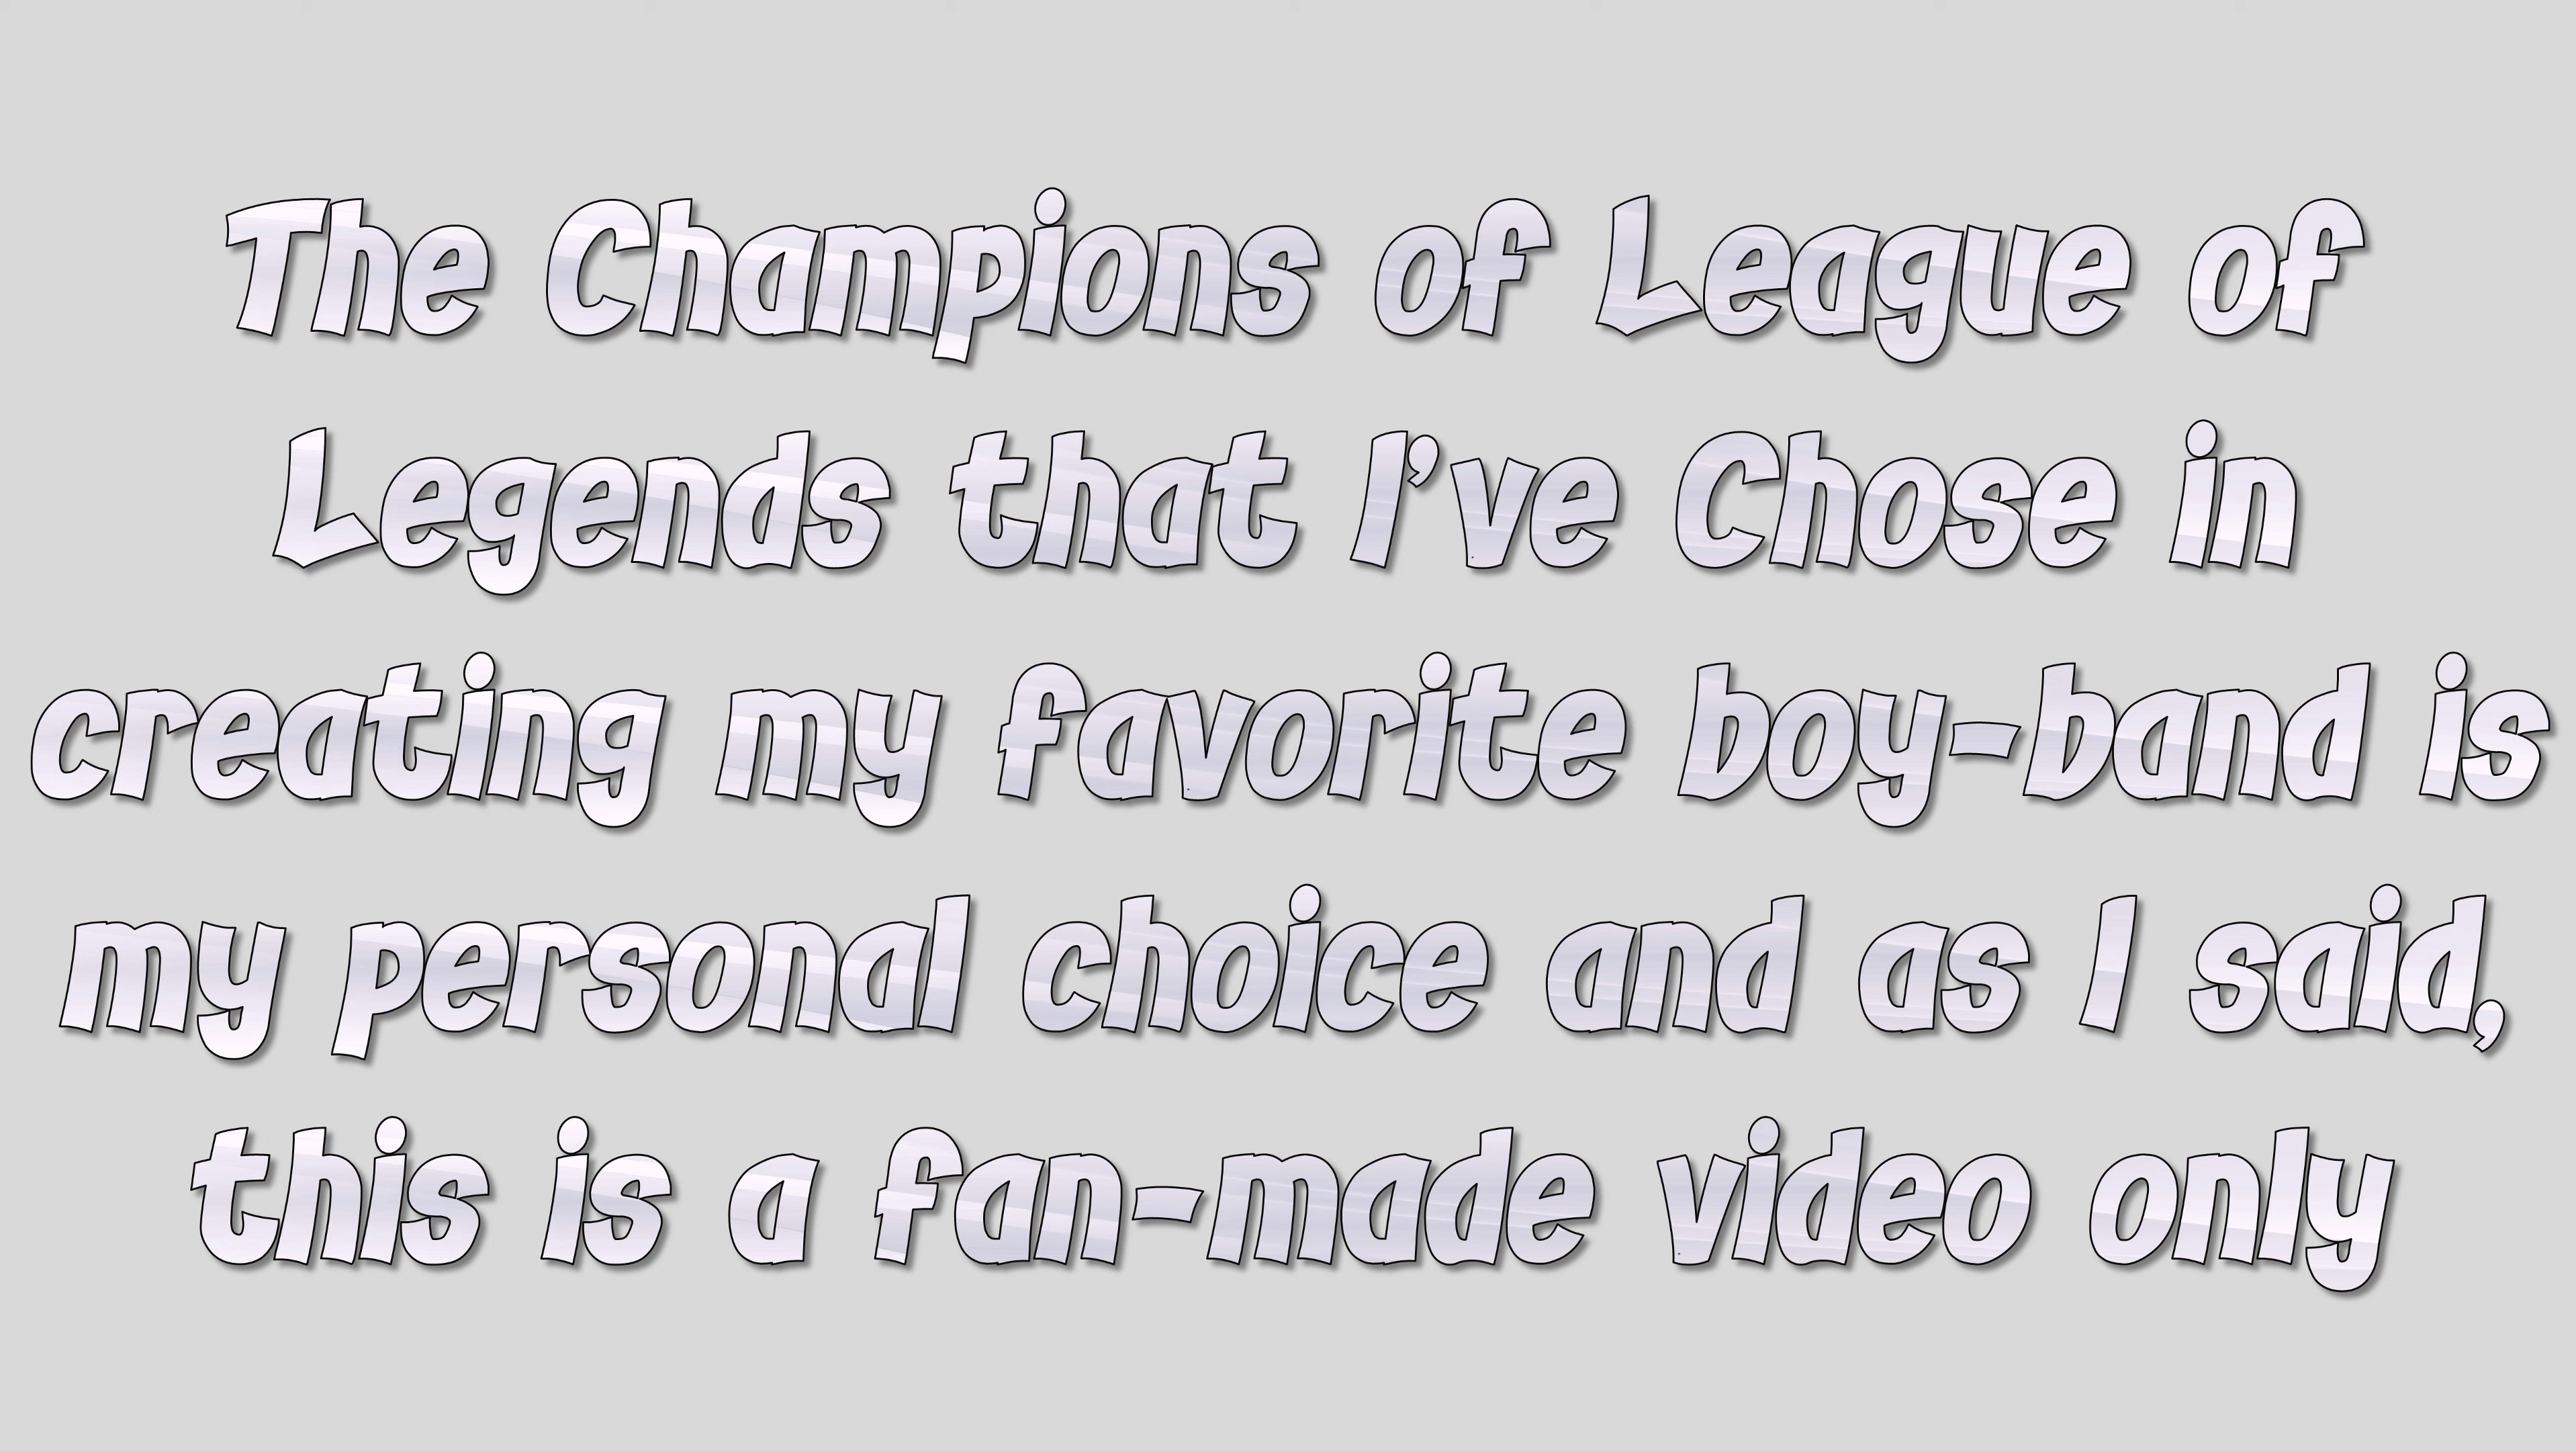 The Champions of League of
Legends that I've Chose in
creating my favorite boy-band is
my personal choice and as I said,
this is a fan-made video only